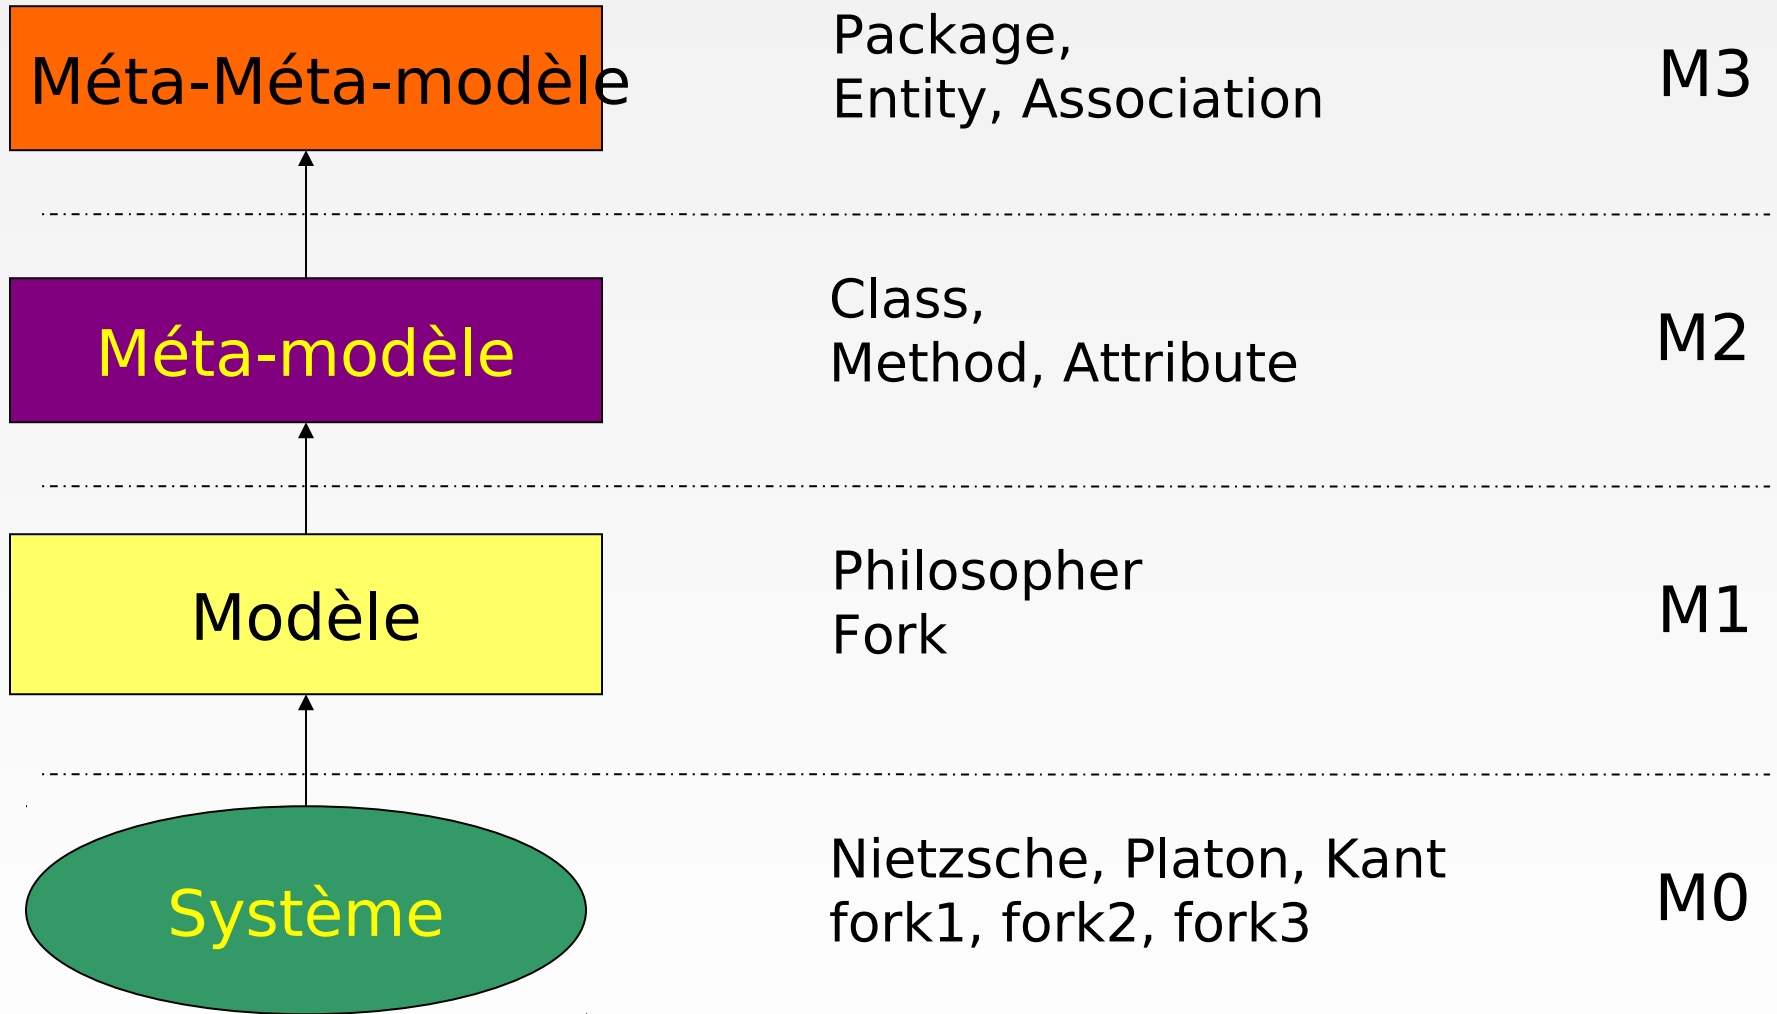 Méta-Méta-modèle
Package,
Entity, Association
M3
Méta-modèle
Class,
Method, Attribute
M2
Modèle
Philosopher
Fork
M1
Système
Nietzsche, Platon, Kant
fork1, fork2, fork3
M0